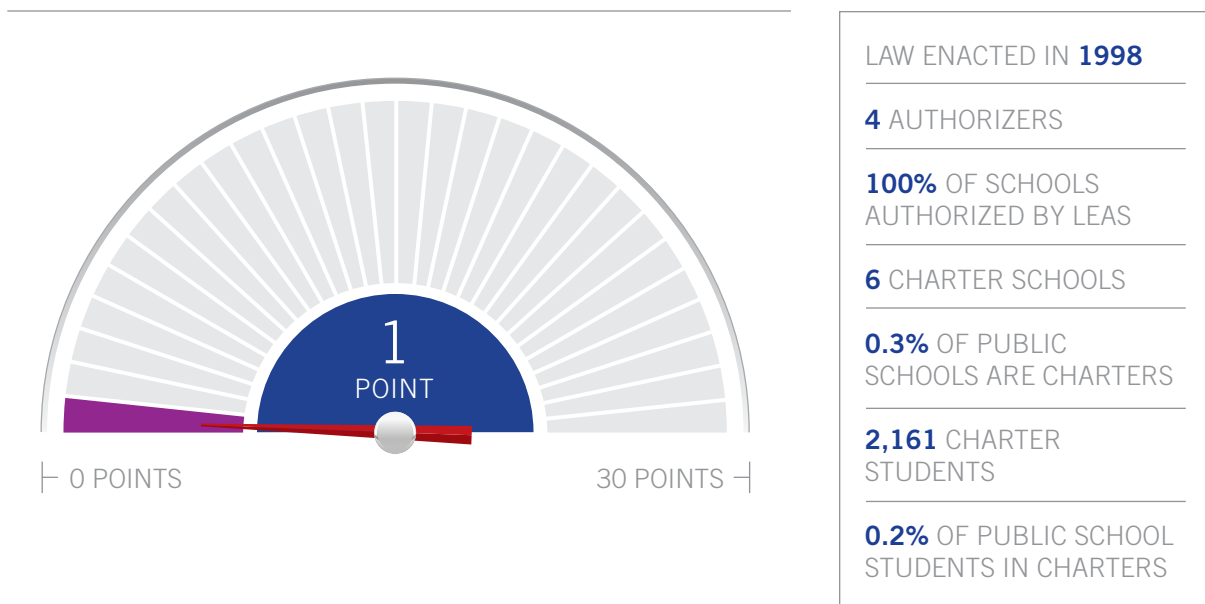 1
POINT
0 POINTS
30 POINTS
LAW ENACTED IN 1998
4 AUTHORIZERS
100% OF SCHOOLS
AUTHORIZED BY LEAS
6 CHARTER SCHOOLS
0.3% OF PUBLIC
SCHOOLS ARE CHARTERS
2,161 CHARTER
STUDENTS
0.2% OF PUBLIC SCHOOL
STUDENTS IN CHARTERS